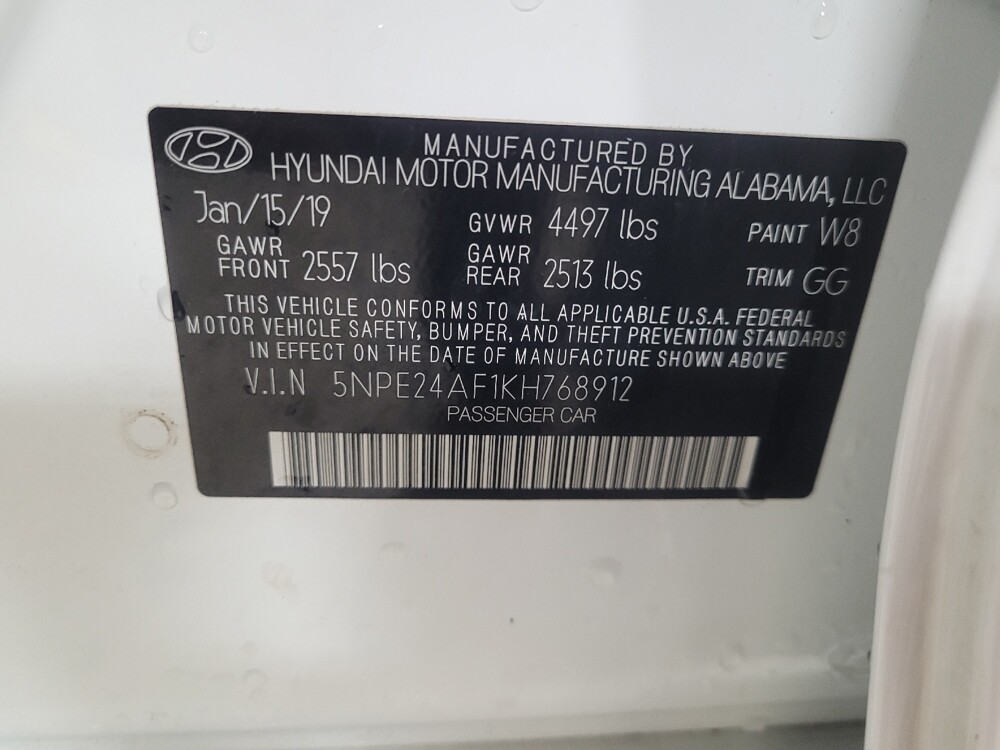 MANUFACTURED BY
HYUNDAI MOTOR MANUFACTURING ALABAMA, LLC
Jan/15/19 GVWR 4497 lbs PAINT W8
GAWR FRONT 2557 lbs GAWR REAR 2513 lbs TRIM GG
THIS VEHICLE CONFORMS TO ALL APPLICABLE U.S.A. FEDERAL
MOTOR VEHICLE SAFETY, BUMPER, AND THEFT PREVENTION STANDARDS
IN EFFECT ON THE DATE OF MANUFACTURE SHOWN ABOVE
V.I.N 5NPE24AF1KH768912
PASSENGER CAR